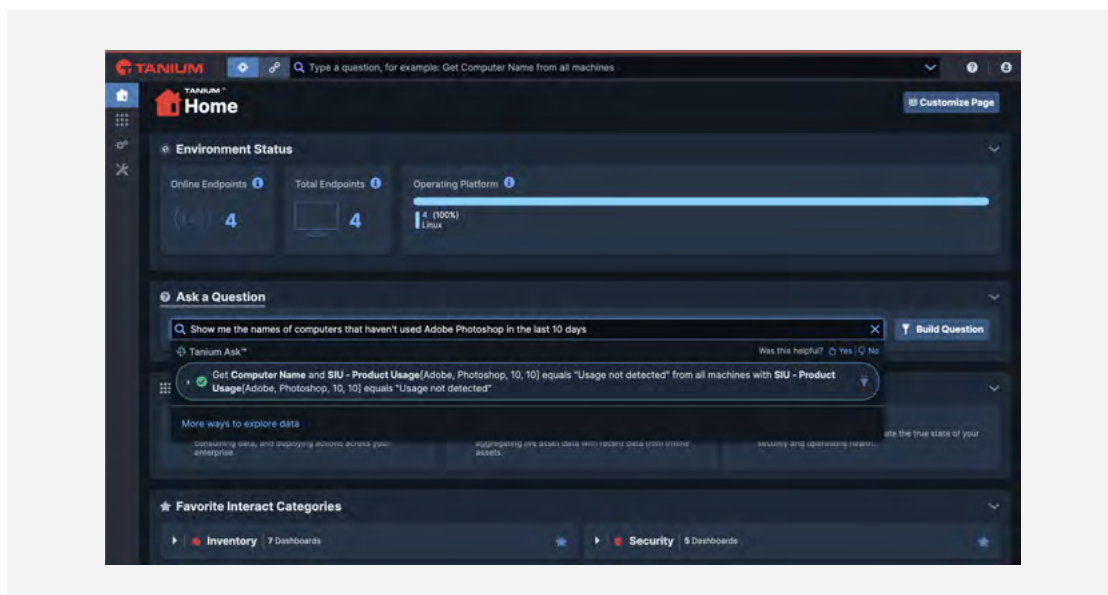 TANIUM
Type a question, for example: Get Computer Name from all machines
TANIUM™
Home
Customize Page
Environment Status
Online Endpoints
4
Total Endpoints
4
Operating Platform
4 (100%)
Linux
Ask a Question
Show me the names of computers that haven't used Adobe Photoshop in the last 10 days
Build Question
Tanium Ask™
Was this helpful? Yes No
Get Computer Name and SIU - Product Usage[Adobe, Photoshop, 10, 10] equals "Usage not detected" from all machines with SIU - Product
Usage[Adobe, Photoshop, 10, 10] equals "Usage not detected"
More ways to explore data
consuming data, and deploying actions across your
enterprise.
aggregating live asset data with recent data from offline
assets.
ate the true state of your
security and operations health.
Favorite Interact Categories
Inventory 7 Dashboards
Security 5 Dashboards